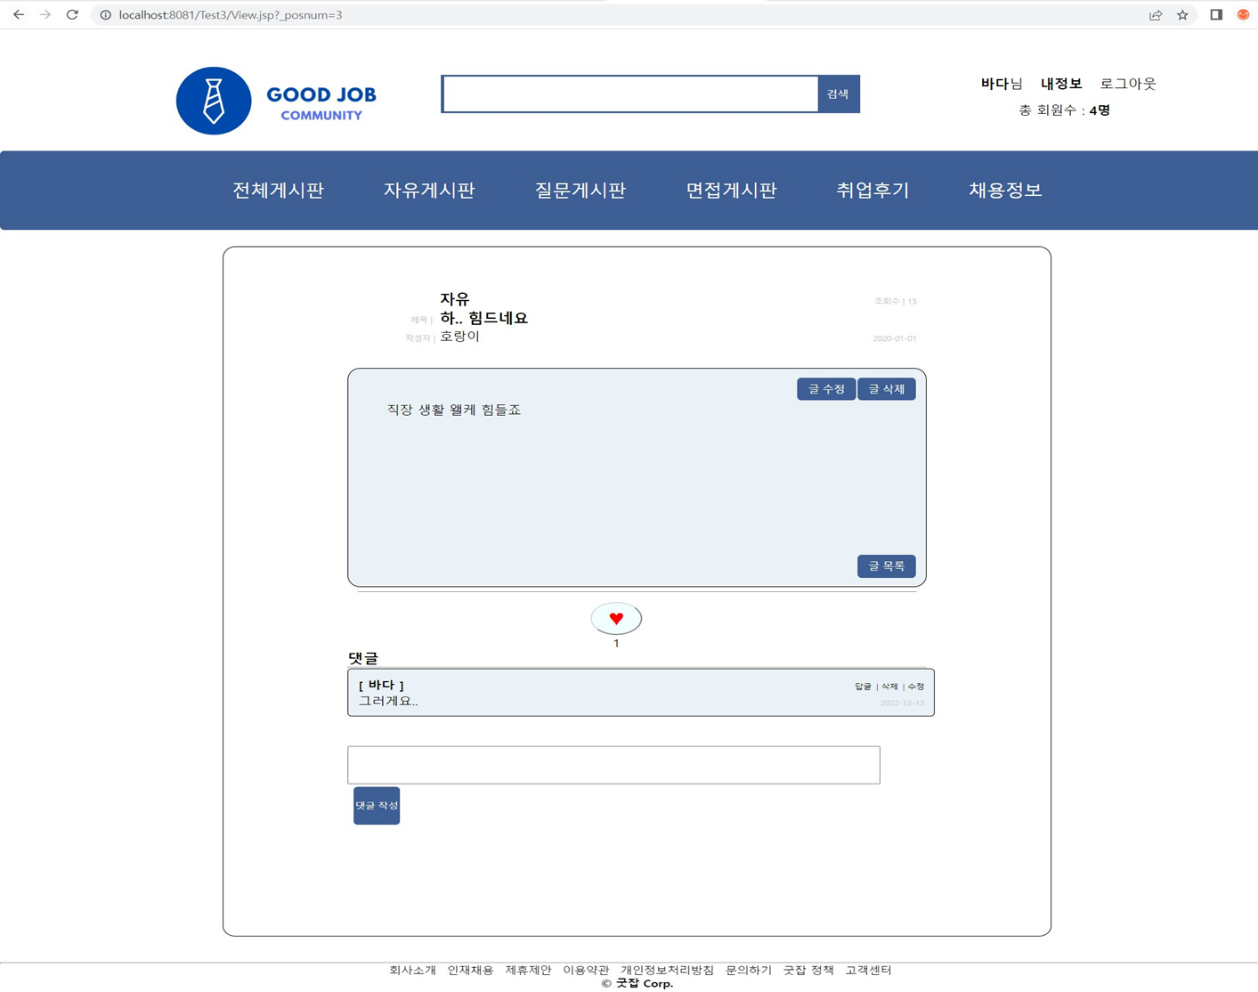 localhost:8081/Test3/View.jsp?_posnum=3
GOOD JOB
COMMUNITY
검색
바다님 내정보 로그아웃
총 회원수 : 4명
전체게시판 자유게시판 질문게시판 면접게시판 취업후기 채용정보
자유
조회수 | 15
제목 | 하.. 힘드네요
작성자 | 호랑이
2020-01-01
글 수정 글 삭제
직장 생활 왤케 힘들죠
글 목록
1
댓글
[ 바다 ]
답글 | 삭제 | 수정
그러게요..
2022-12-13
댓글 작성
회사소개 인재채용 제휴제안 이용약관 개인정보처리방침 문의하기 굿잡 정책 고객센터
© 굿잡 Corp.